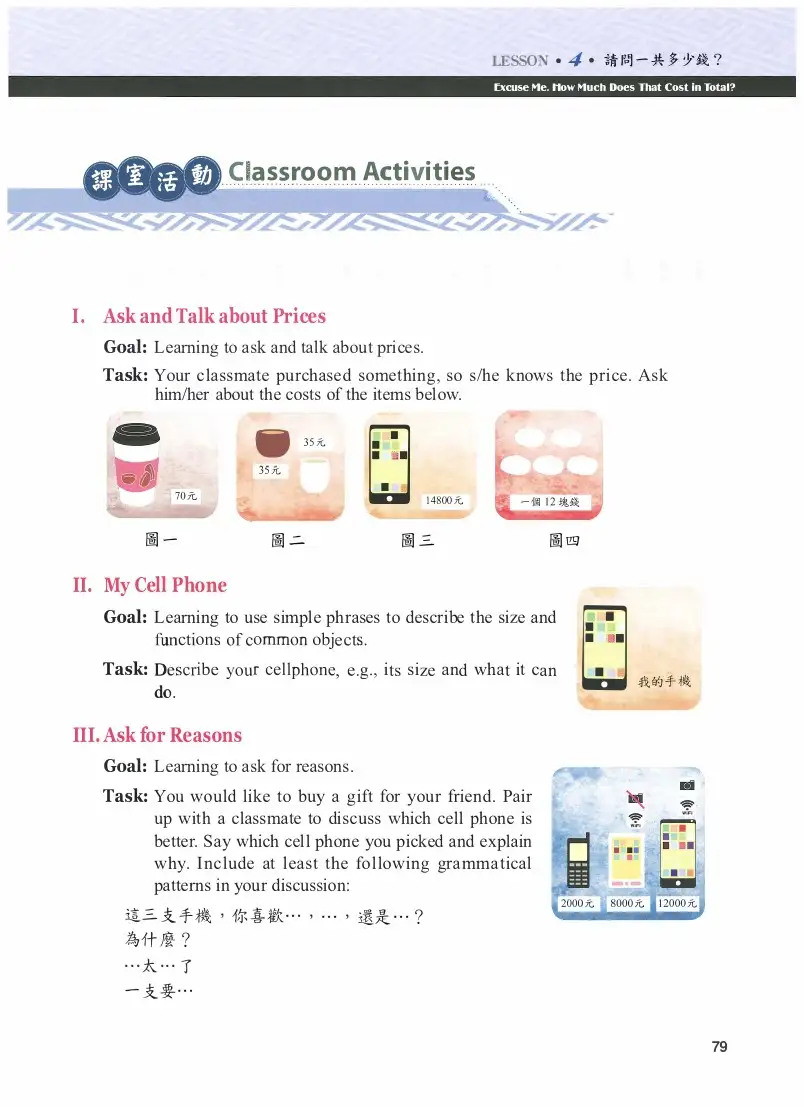 LESSON • 4 • 請問一共多少錢？
Excuse Me. How Much Does That Cost in Total?
課室活動 Classroom Activities
I. Ask and Talk about Prices
Goal: Learning to ask and talk about prices.
Task: Your classmate purchased something, so s/he knows the price. Ask
him/her about the costs of the items below.
70元
35元
35元
14800元
一個 12 塊錢
圖一
圖二
圖三
圖四
II. My Cell Phone
Goal: Learning to use simple phrases to describe the size and
functions of common objects.
Task: Describe your cellphone, e.g., its size and what it can
do.
我的手機
III. Ask for Reasons
Goal: Learning to ask for reasons.
Task: You would like to buy a gift for your friend. Pair
up with a classmate to discuss which cell phone is
better. Say which cell phone you picked and explain
why. Include at least the following grammatical
patterns in your discussion:
這三支手機，你喜歡…，…，還是…？
為什麼？
…太…了
一支要…
WiFi
WiFi
2000元
8000元
12000元
79